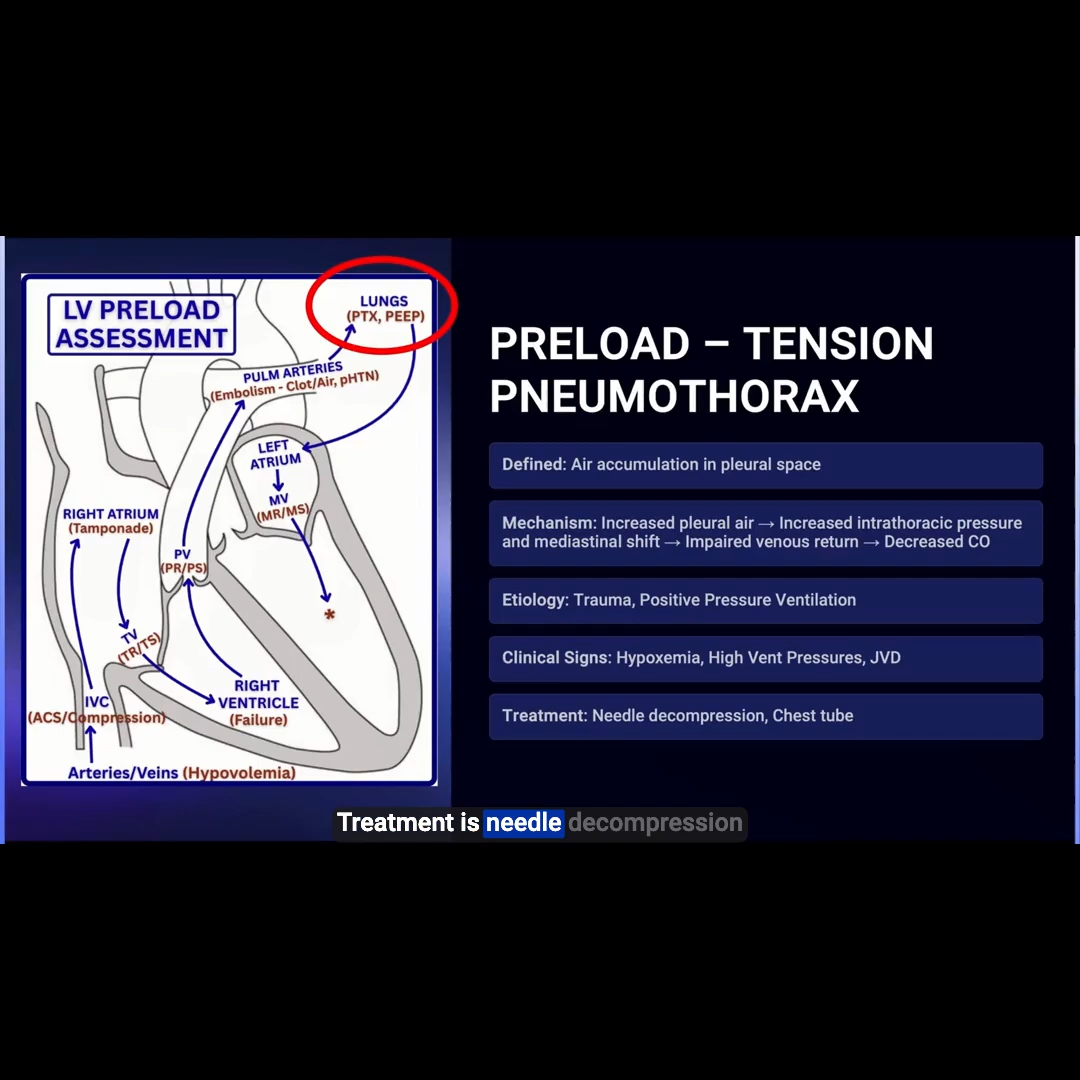 LV PRELOAD
ASSESSMENT
LUNGS
(PTX, PEEP)
PULM ARTERIES
(Embolism - Clot/Air, pHTN)
LEFT
ATRIUM
MV
(MR/MS)
RIGHT ATRIUM
(Tamponade)
PV
(PR/PS)
*
TV
(TR/TS)
RIGHT
VENTRICLE
(Failure)
IVC
(ACS/Compression)
Arteries/Veins (Hypovolemia)
PRELOAD – TENSION
PNEUMOTHORAX
Defined: Air accumulation in pleural space
Mechanism: Increased pleural air → Increased intrathoracic pressure
and mediastinal shift → Impaired venous return → Decreased CO
Etiology: Trauma, Positive Pressure Ventilation
Clinical Signs: Hypoxemia, High Vent Pressures, JVD
Treatment: Needle decompression, Chest tube
Treatment is needle decompression